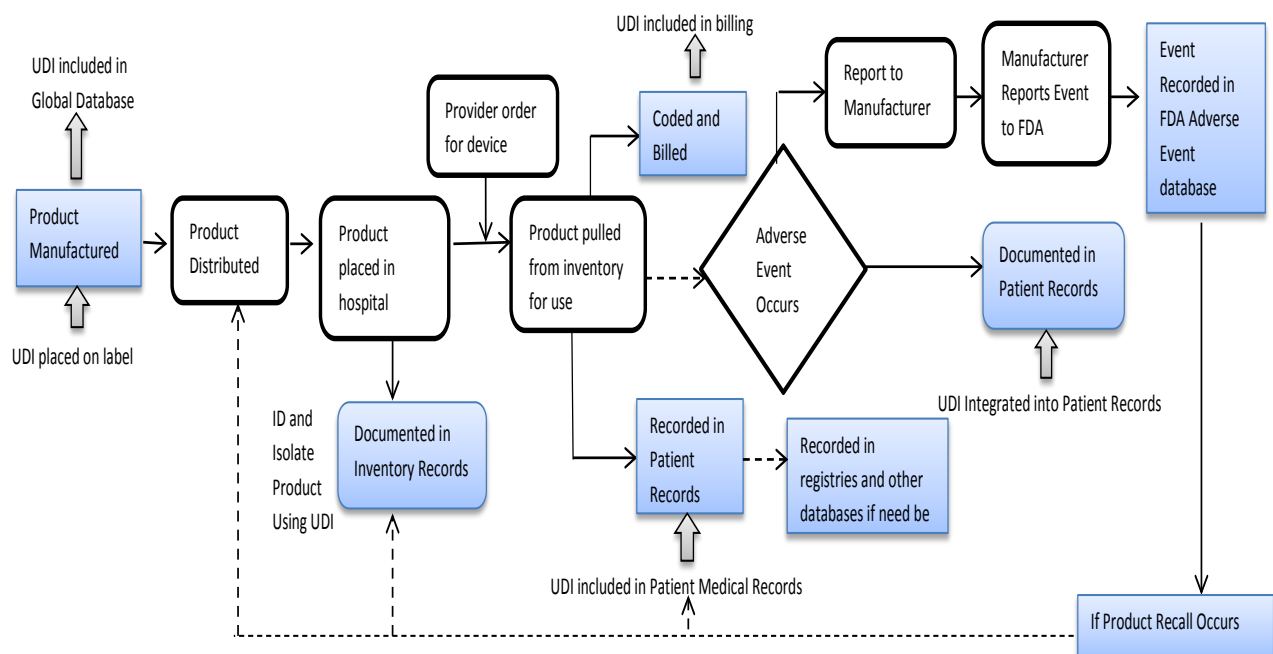 UDI included in
Global Database
Product
Manufactured
UDI placed on label
Product
Distributed
Product
placed in
hospital
Provider order
for device
Product pulled
from inventory
for use
UDI included in billing
Coded and
Billed
Adverse
Event
Occurs
Report to
Manufacturer
Manufacturer
Reports Event
to FDA
Event
Recorded in
FDA Adverse
Event
database
Documented in
Patient Records
UDI Integrated into Patient Records
ID and
Isolate
Product
Using UDI
Documented in
Inventory Records
Recorded in
Patient
Records
Recorded in
registries and other
databases if need be
UDI included in Patient Medical Records
If Product Recall Occurs